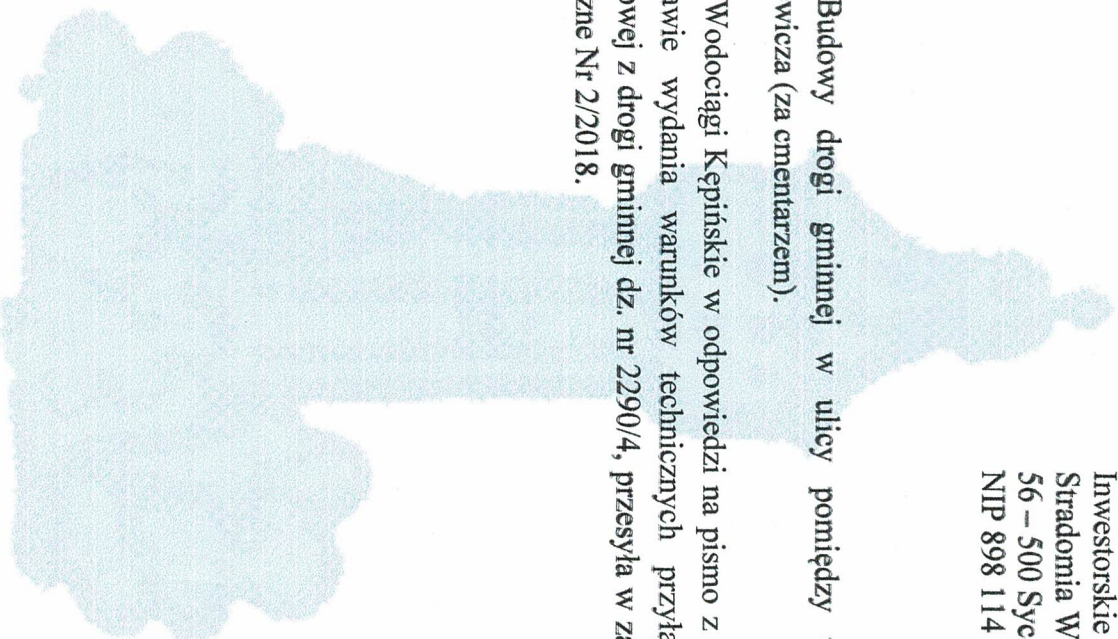 Inwestorskie
Stradomia W
56 – 500 Syc
NIP 898 114
Budowy drogi gminnej w ulicy pomiędzy
wicza (za cmentarzem).
Wodociągi Kępińskie w odpowiedzi na pismo z
awie wydania warunków technicznych przyła
owej z drogi gminnej dz. nr 2290/4, przesyła w za
zne Nr 2/2018.